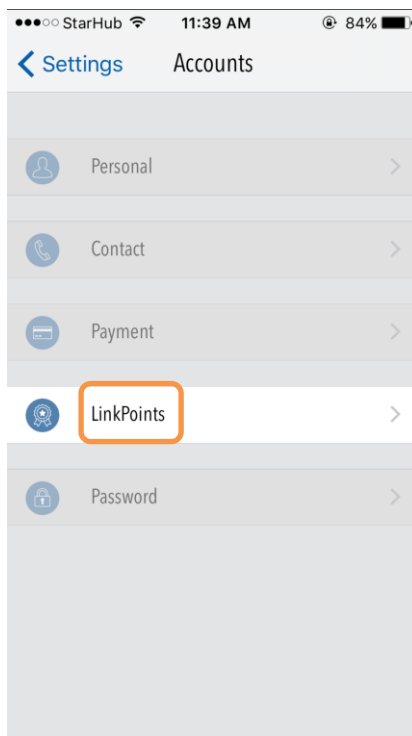 StarHub 11:39 AM 84%
Settings Accounts
Personal
Contact
Payment
LinkPoints
Password